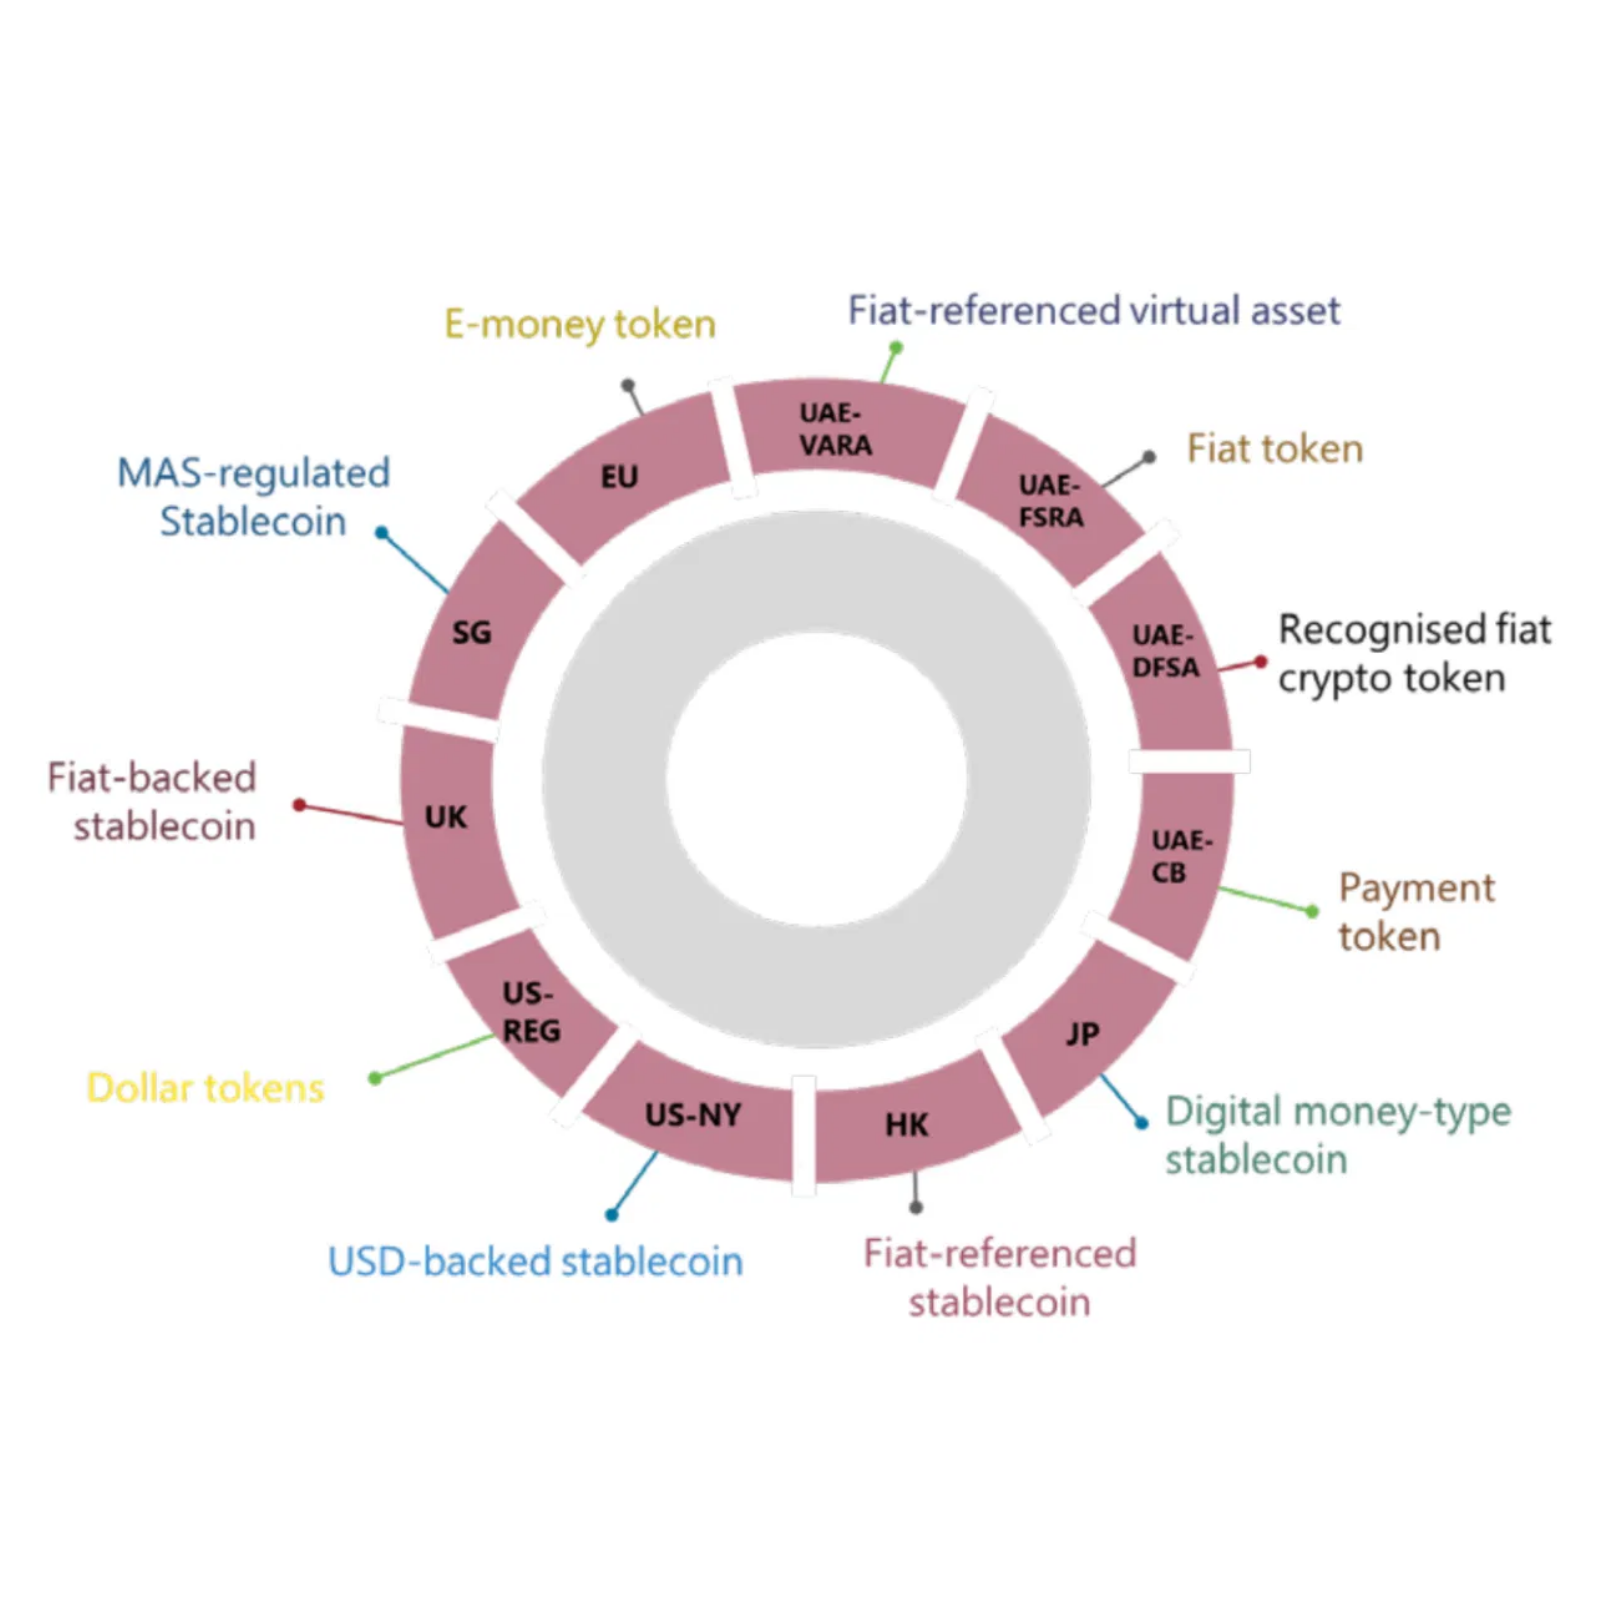 E-money token
Fiat-referenced virtual asset
UAE-
VARA
Fiat token
UAE-
FSRA
EU
MAS-regulated
Stablecoin
SG
UAE-
DFSA
Recognised fiat
crypto token
Fiat-backed
stablecoin
UK
UAE-
CB
Payment
token
US-
REG
JP
Dollar tokens
US-NY
HK
Digital money-type
stablecoin
USD-backed stablecoin
Fiat-referenced
stablecoin